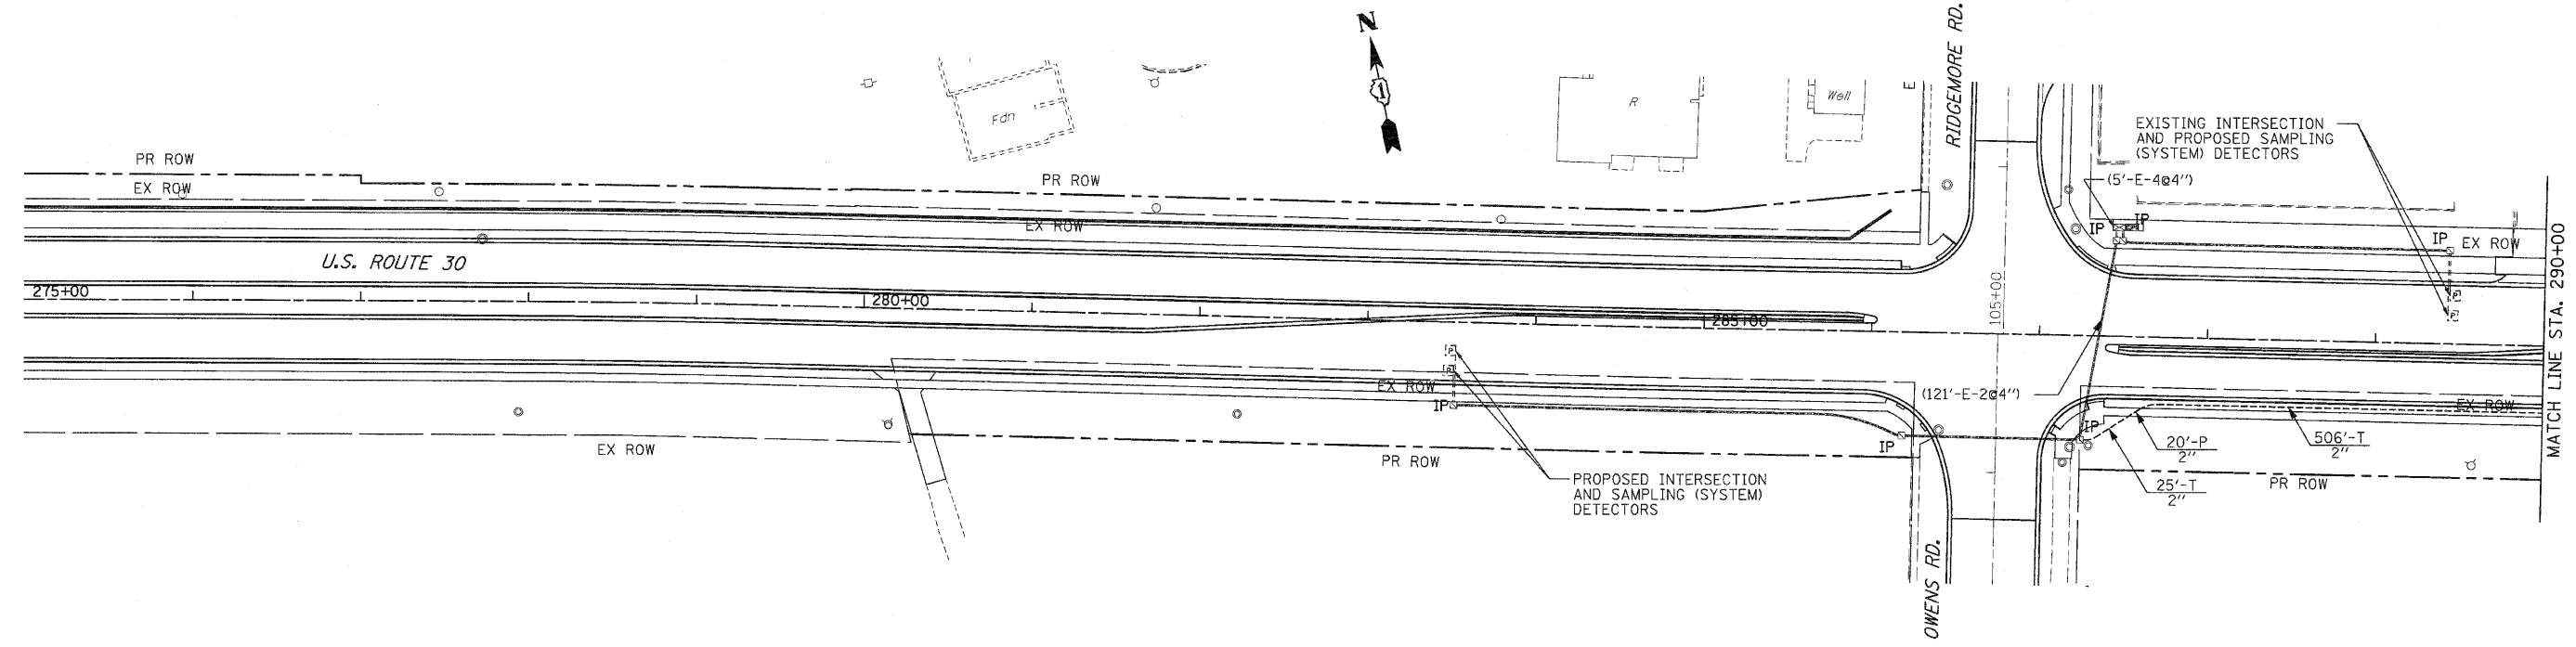 N
1
RIDGEMORE RD.
E
Fdn
R
Well
EXISTING INTERSECTION
AND PROPOSED SAMPLING
(SYSTEM) DETECTORS
(5'-E-4@4")
PR ROW
EX ROW
PR ROW
EX ROW
IP
IP
IP
EX ROW
U.S. ROUTE 30
275+00
280+00
285+00
105+00
P
P
MATCH LINE STA. 290+00
P
P
EX ROW
IP
(121'-E-2@4")
EX ROW
IP
IP
20'-P
2"
506'-T
2"
25'-T
2"
EX ROW
PR ROW
PR ROW
PROPOSED INTERSECTION
AND SAMPLING (SYSTEM)
DETECTORS
OWENS RD.